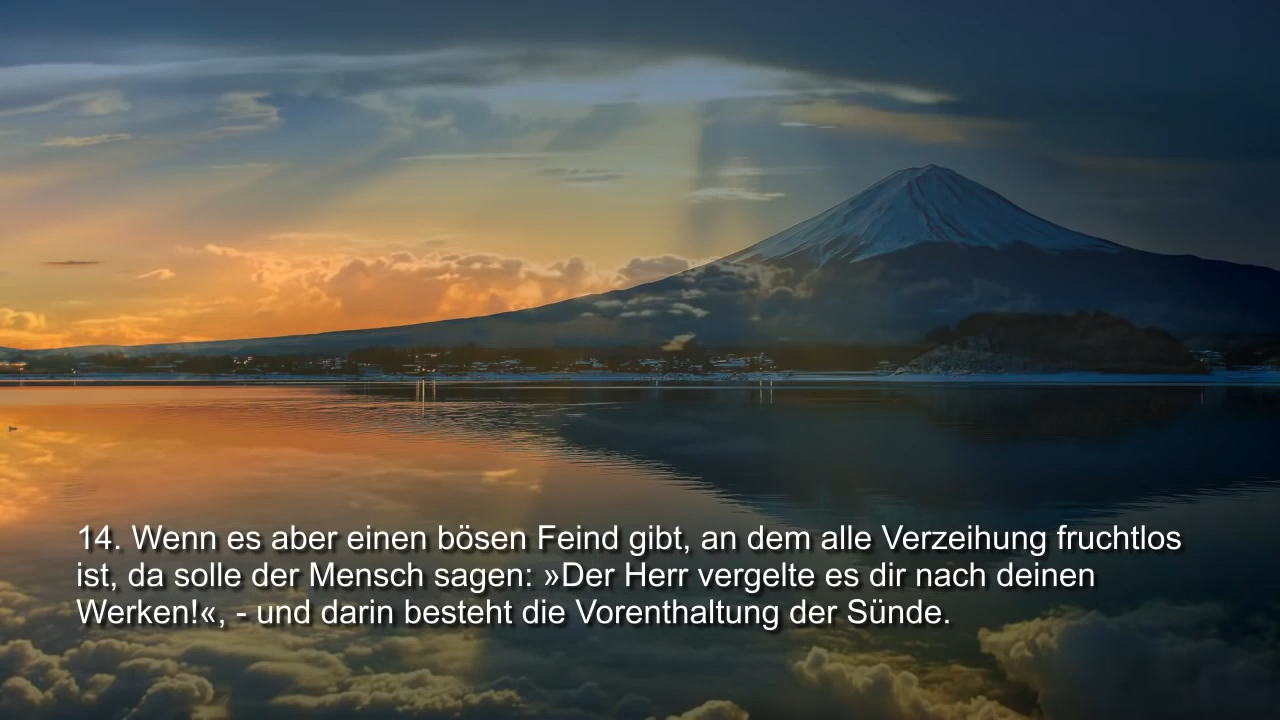 14. Wenn es aber einen bösen Feind gibt, an dem alle Verzeihung fruchtlos
ist, da solle der Mensch sagen: »Der Herr vergelte es dir nach deinen
Werken!«, - und darin besteht die Vorenthaltung der Sünde.